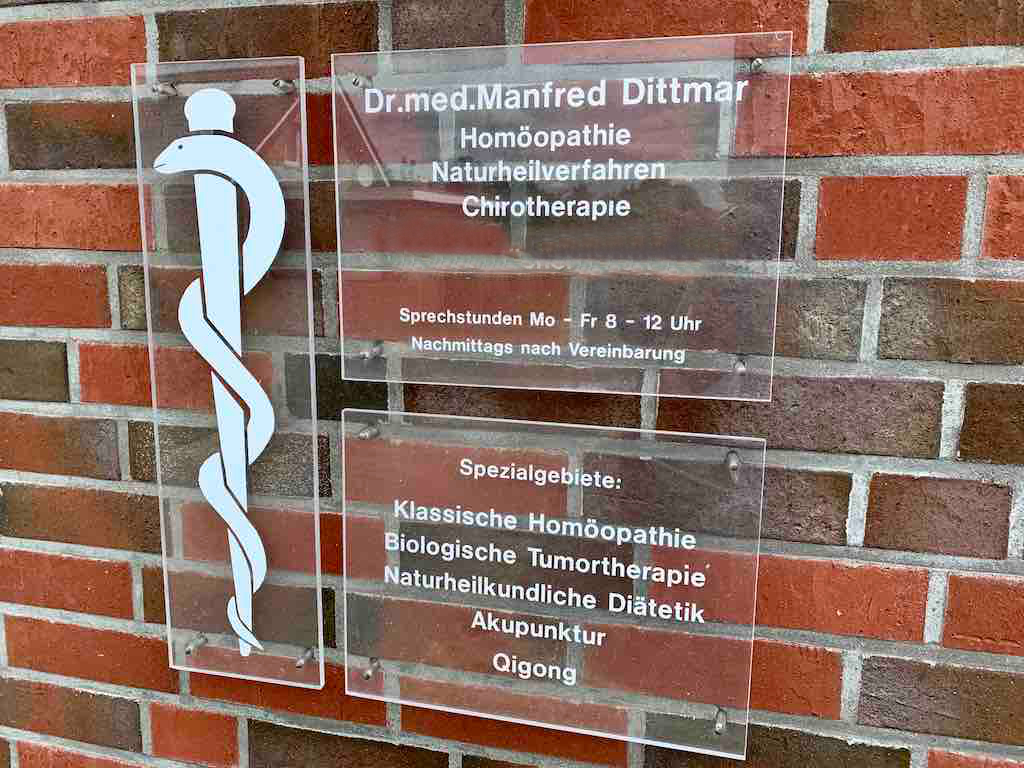 Dr.med.Manfred Dittmar
Homöopathie
Naturheilverfahren
Chirotherapie
Sprechstunden Mo - Fr 8 - 12 Uhr
Nachmittags nach Vereinbarung
Spezialgebiete:
Klassische Homöopathie
Biologische Tumortherapie
Naturheilkundliche Diätetik
Akupunktur
Qigong